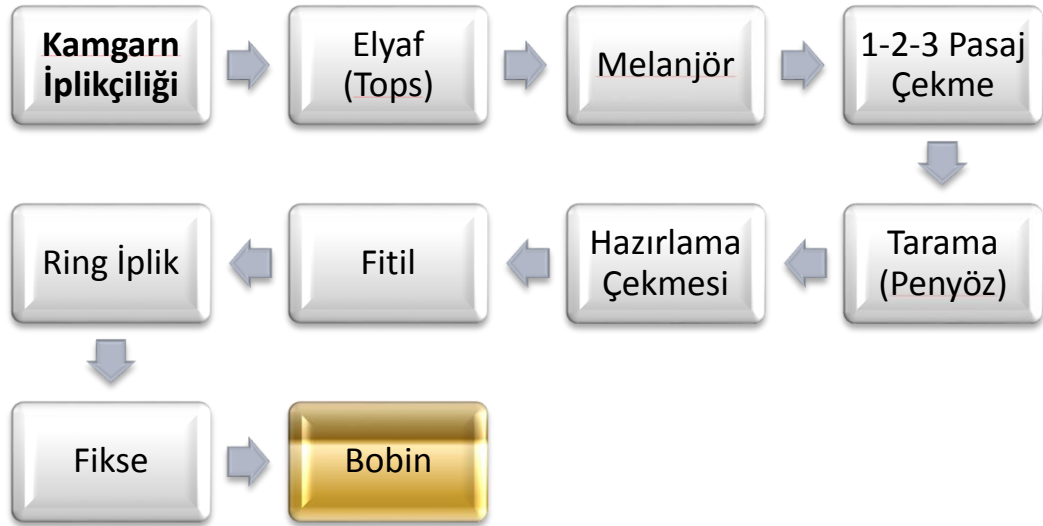 Kamgarn
İplikçiliği
Elyaf
(Tops)
Melanjör
1-2-3 Pasaj
Çekme
Tarama
(Penyöz)
Hazırlama
Çekmesi
Fitil
Ring İplik
Fikse
Bobin